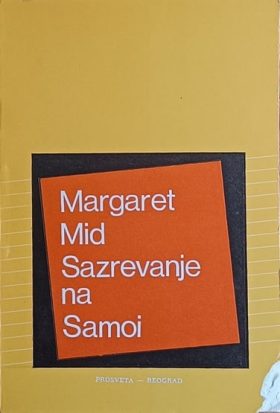 Margaret
Mid
Sazrevanje
na
Samoi
PROSVETA — BEOGRAD